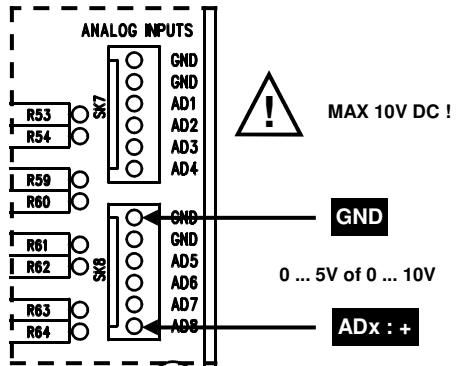 ANALOG INPUTS
GND
GND
AD1
AD2
AD3
AD4
SK7
R53
R54
R59
R60
R61
R62
R63
R64
GND
GND
AD5
AD6
AD7
AD8
SK8
MAX 10V DC !
GND
0 ... 5V of 0 ... 10V
ADx : +